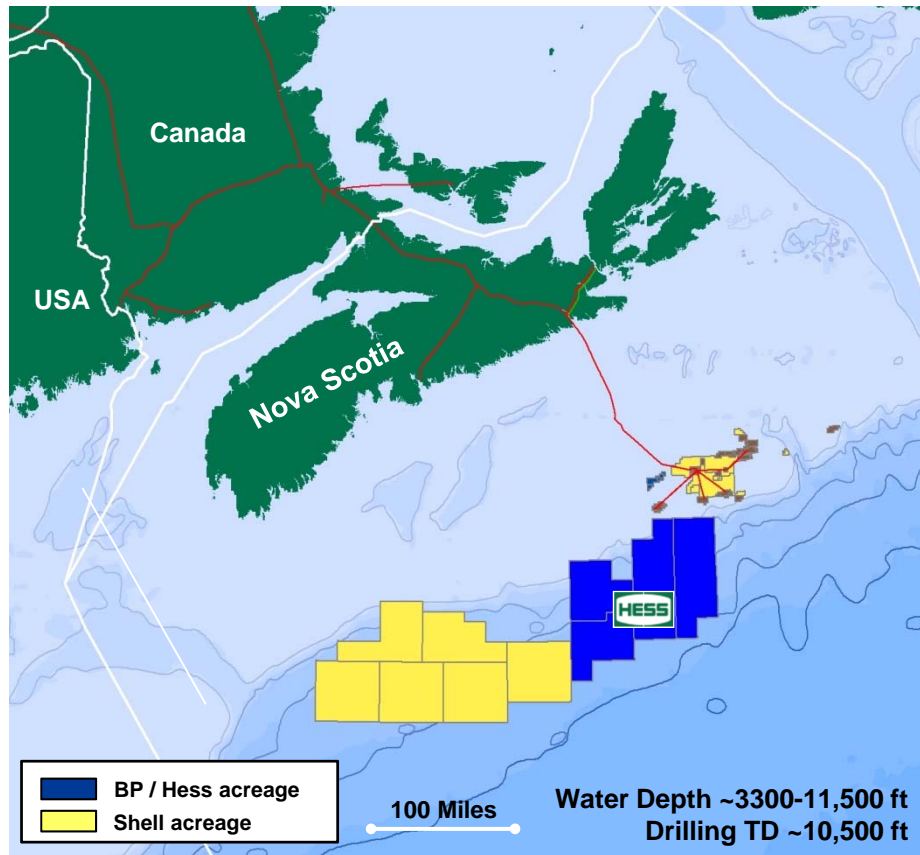 Canada
USA
Nova Scotia
HESS
BP / Hess acreage
Shell acreage
100 Miles
Water Depth ~3300-11,500 ft
Drilling TD ~10,500 ft